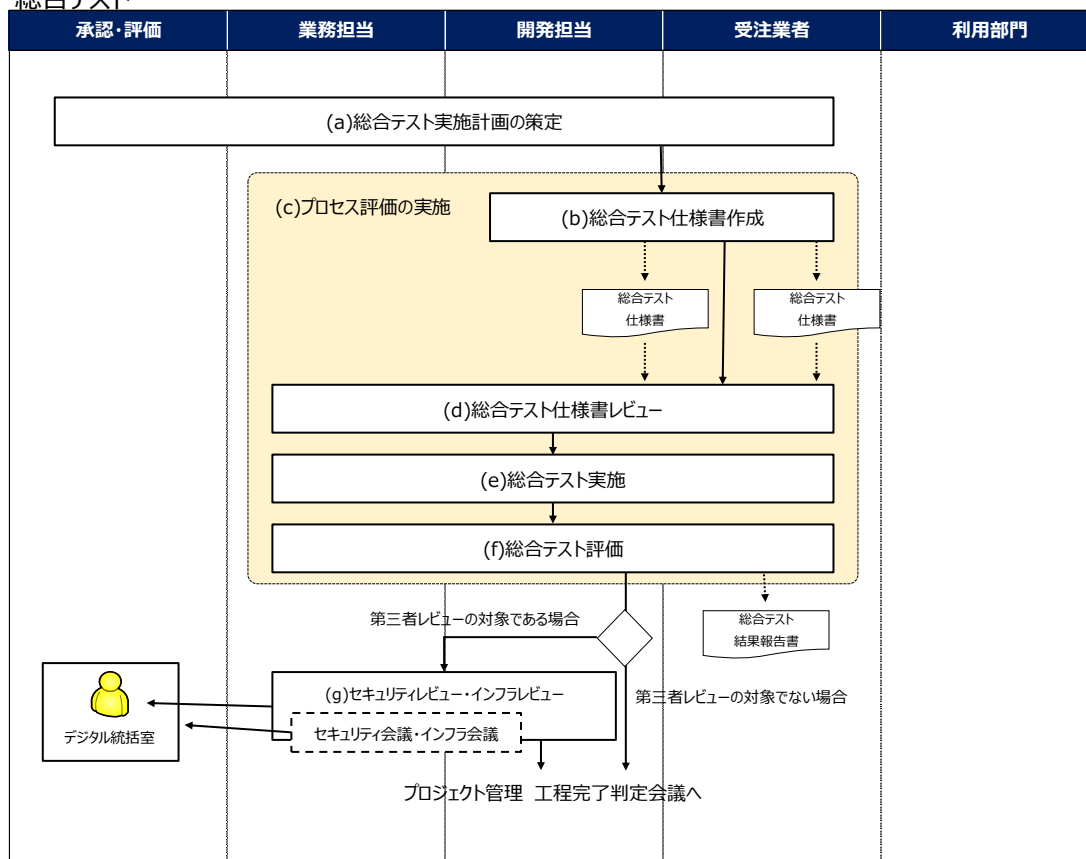 総合テスト
承認・評価
業務担当
開発担当
受注業者
利用部門
(a)総合テスト実施計画の策定
(c)プロセス評価の実施
(b)総合テスト仕様書作成
総合テスト
仕様書
総合テスト
仕様書
(d)総合テスト仕様書レビュー
(e)総合テスト実施
(f)総合テスト評価
第三者レビューの対象である場合
総合テスト
結果報告書
(g)セキュリティレビュー・インフラレビュー
第三者レビューの対象でない場合
セキュリティ会議・インフラ会議
デジタル統括室
プロジェクト管理 工程完了判定会議へ